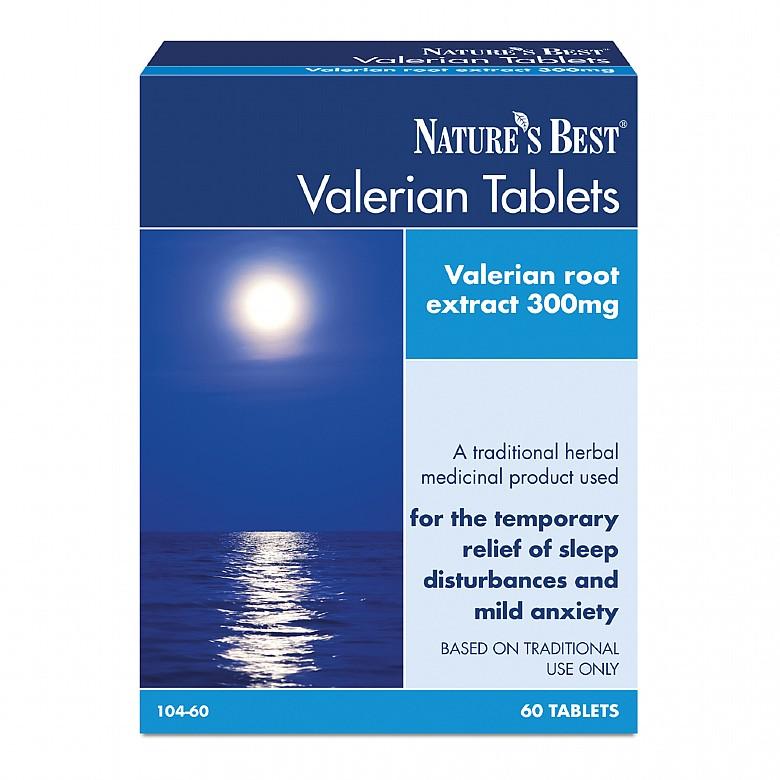 NATURE'S BEST™
Valerian Tablets
Valerian root extract 300mg
NATURE'S BEST®
Valerian Tablets
Valerian root
extract 300mg
A traditional herbal
medicinal product used
for the temporary
relief of sleep
disturbances and
mild anxiety
BASED ON TRADITIONAL
USE ONLY
104-60
60 TABLETS